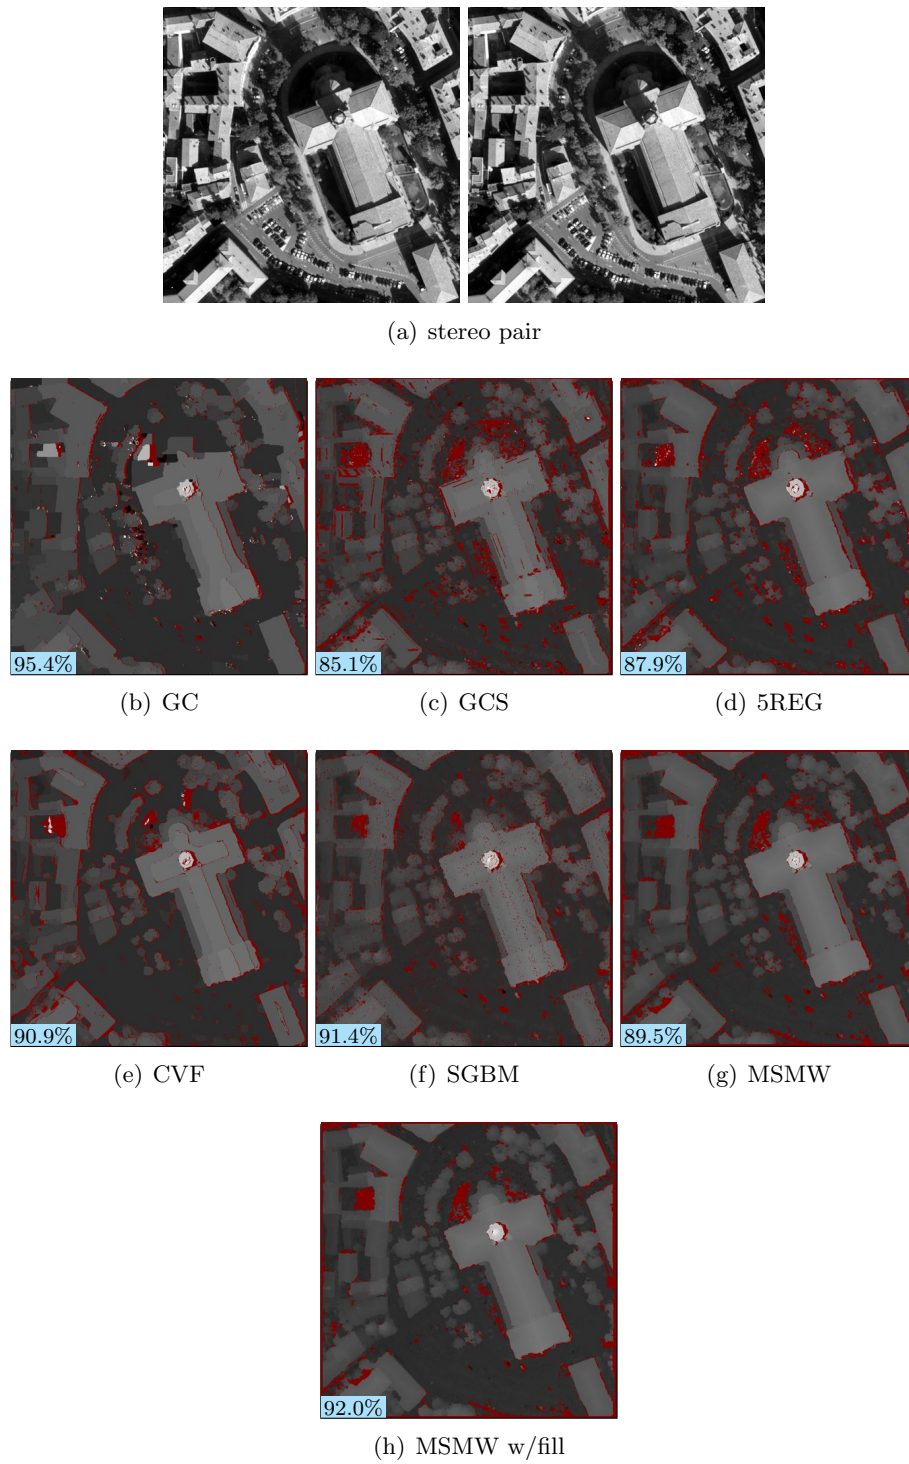 (a) stereo pair
95.4%
85.1%
87.9%
(b) GC
(c) GCS
(d) 5REG
90.9%
91.4%
89.5%
(e) CVF
(f) SGBM
(g) MSMW
92.0%
(h) MSMW w/fill